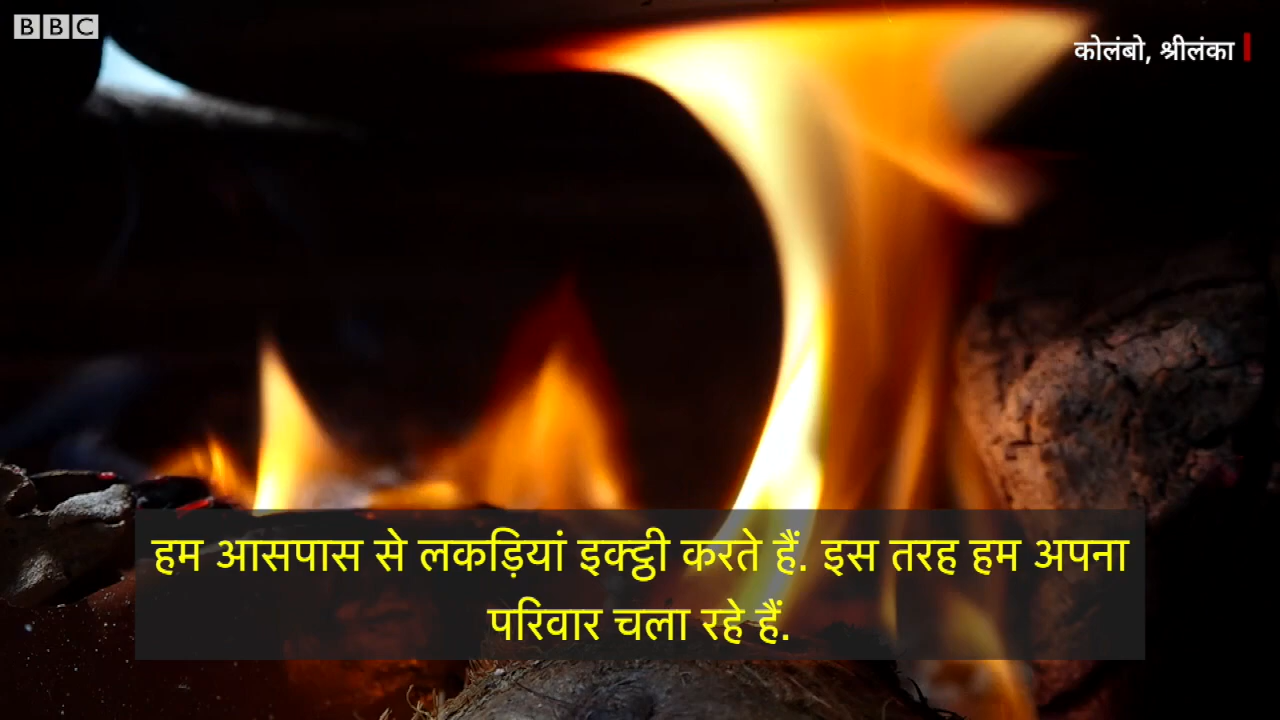 BBC
कोलंबो, श्रीलंका
हम आसपास से लकड़ियां इक्ट्ठी करते हैं. इस तरह हम अपना
परिवार चला रहे हैं.